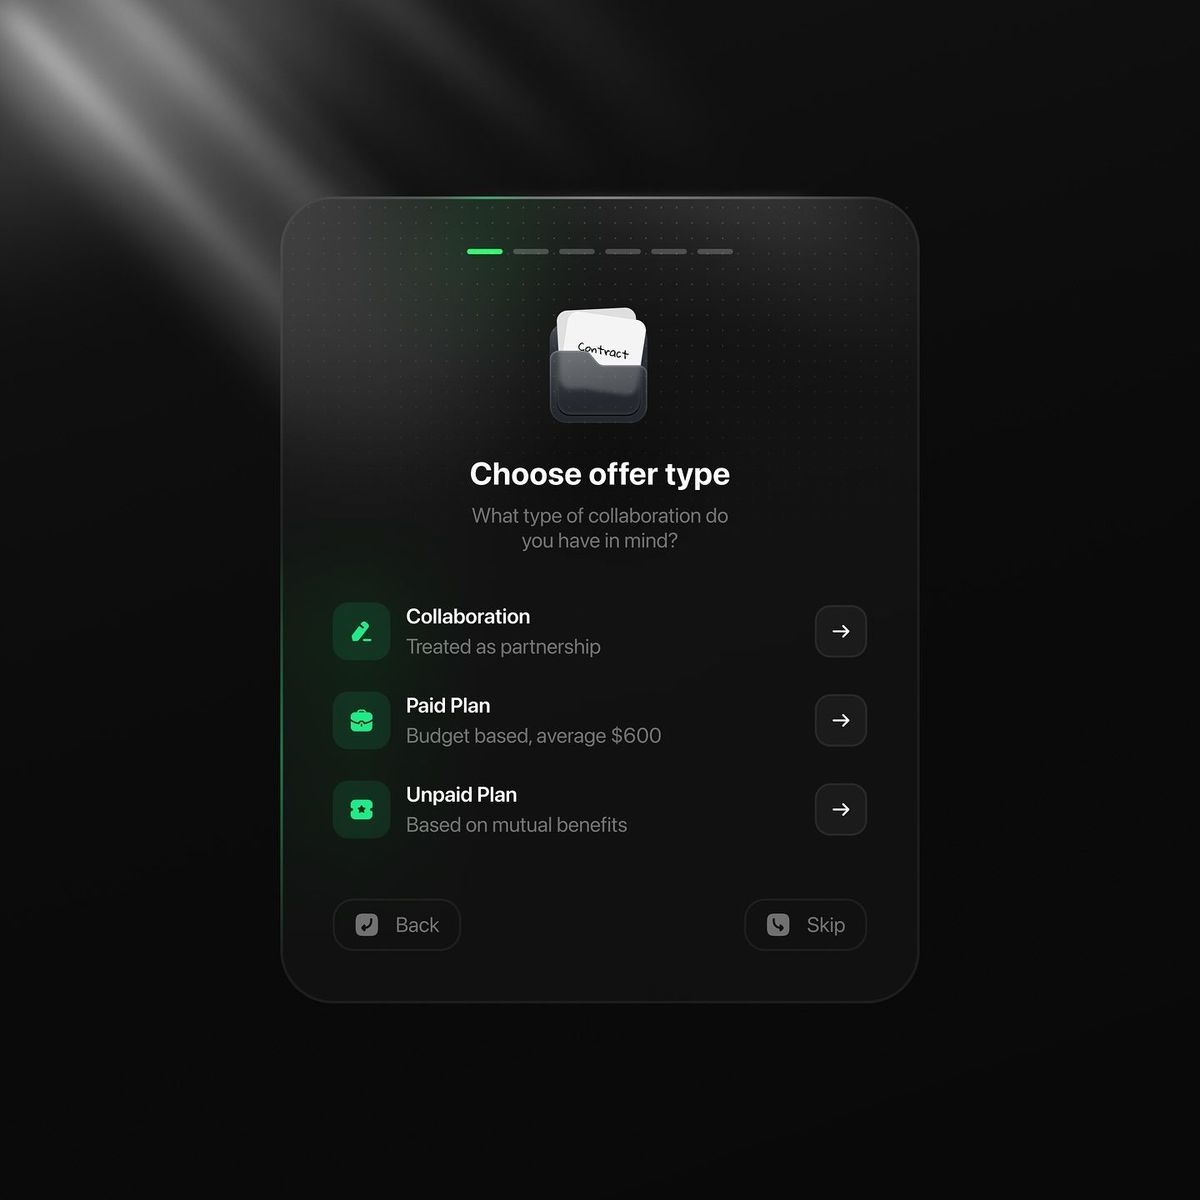 Contract
Choose offer type
What type of collaboration do
you have in mind?
Collaboration
Treated as partnership
Paid Plan
Budget based, average $600
Unpaid Plan
Based on mutual benefits
Back
Skip